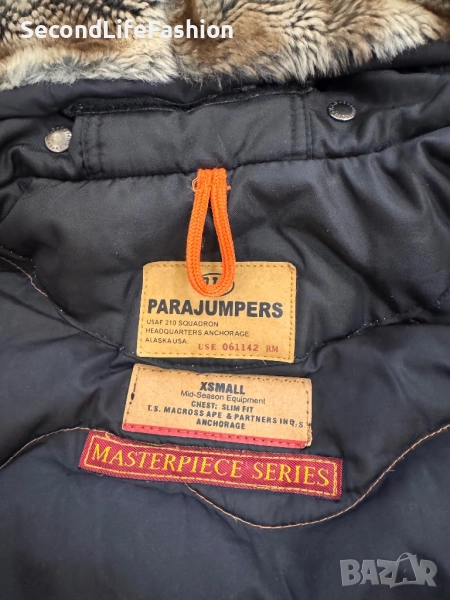 SecondLifeFashion
PARAJUMPERS
USAF 210 SQUADRON
HEADQUARTERS ANCHORAGE
ALASKA USA. USE 061142 RM
XSMALL
Mid-Season Equipment
CHEST: SLIM FIT
T.S. MACROSS APE & PARTNERS INQ.S
ANCHORAGE
MASTERPIECE SERIES
BAZAR